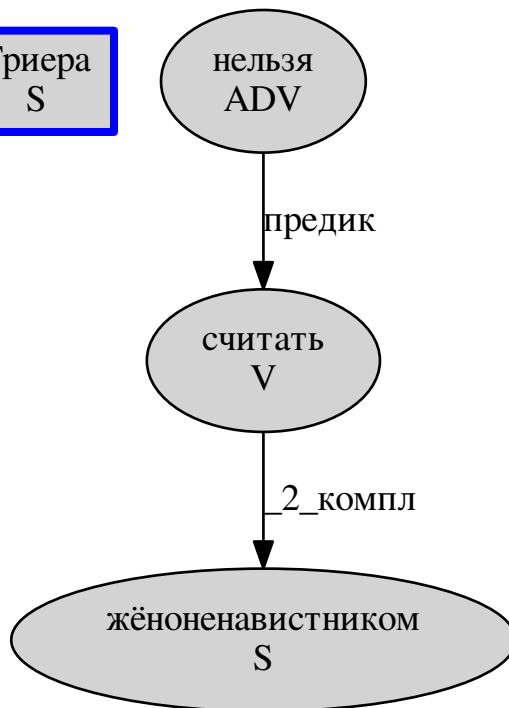 нельзя
ADV
S
предик
считать
V
_2_компл
жёноненавистником
S